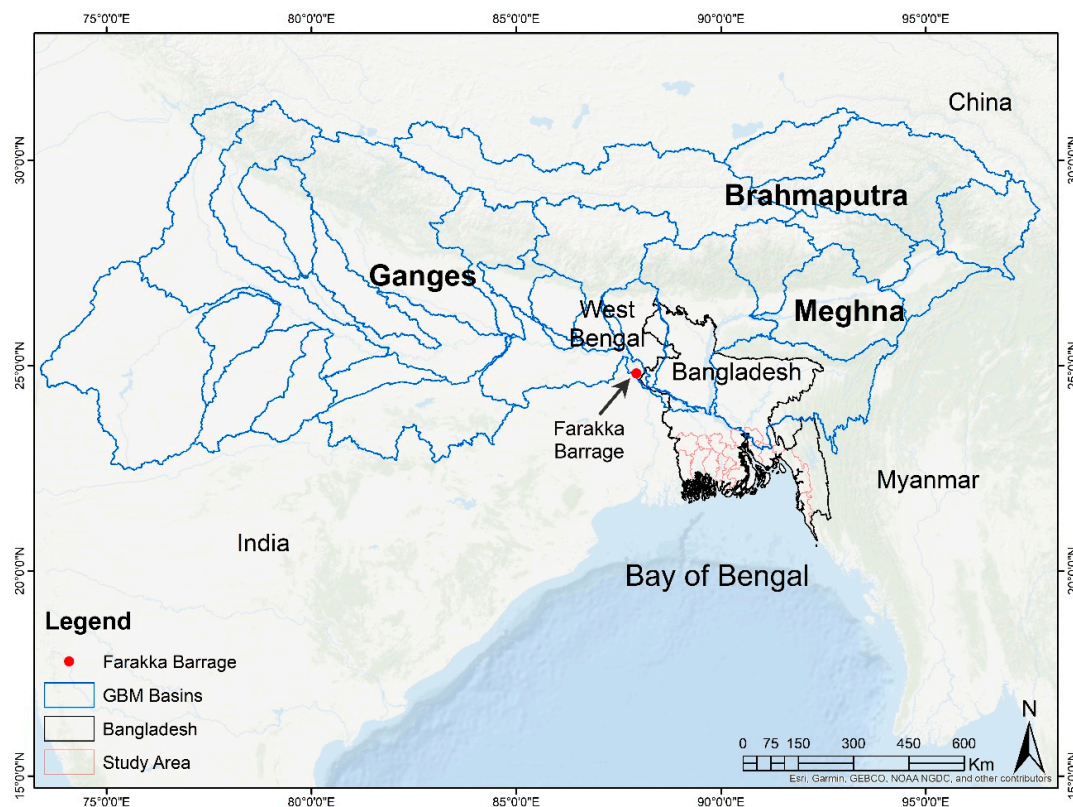 75°0'0"E 80°0'0"E 85°0'0"E 90°0'0"E 95°0'0"E
China
30°0'0"N 30°0'0"N
Brahmaputra
Ganges
West
Bengal
Meghna
25°0'0"N 25°0'0"N
Bangladesh
Farakka
Barrage
Myanmar
India
20°0'0"N 20°0'0"N
Bay of Bengal
Legend
Farakka Barrage
GBM Basins
Bangladesh
Study Area
N
0 75 150 300 450 600
Km
Esri, Garmin, GEBCO, NOAA NGDC, and other contributors
15°0'0"N 15°0'0"N
75°0'0"E 80°0'0"E 85°0'0"E 90°0'0"E 95°0'0"E